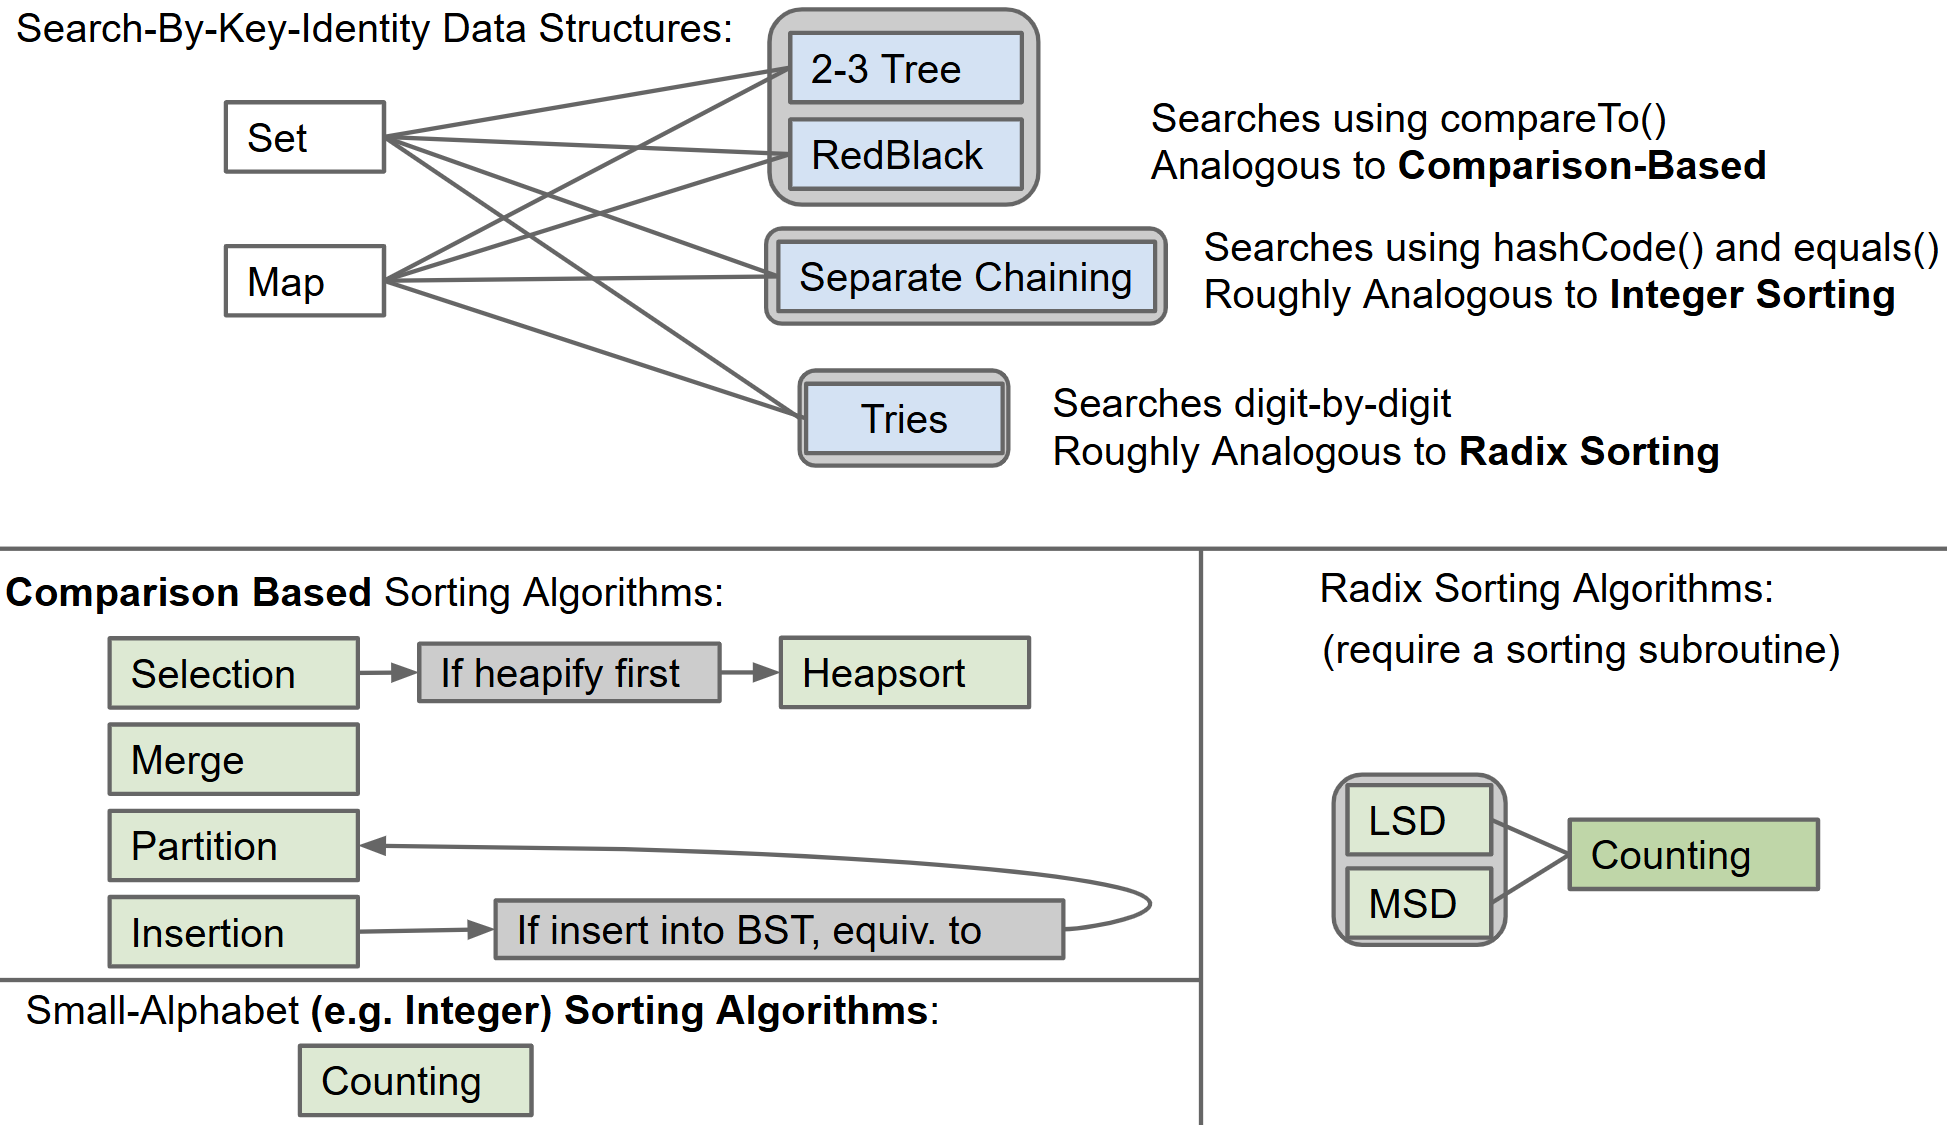 Search-By-Key-Identity Data Structures:
2-3 Tree
Set
RedBlack
Searches using compareTo()
Analogous to Comparison-Based
Map
Separate Chaining
Searches using hashCode() and equals()
Roughly Analogous to Integer Sorting
Tries
Searches digit-by-digit
Roughly Analogous to Radix Sorting
Comparison Based Sorting Algorithms:
Selection
If heapify first
Heapsort
Merge
Partition
Insertion
If insert into BST, equiv. to
Small-Alphabet (e.g. Integer) Sorting Algorithms:
Counting
Radix Sorting Algorithms:
(require a sorting subroutine)
LSD
MSD
Counting